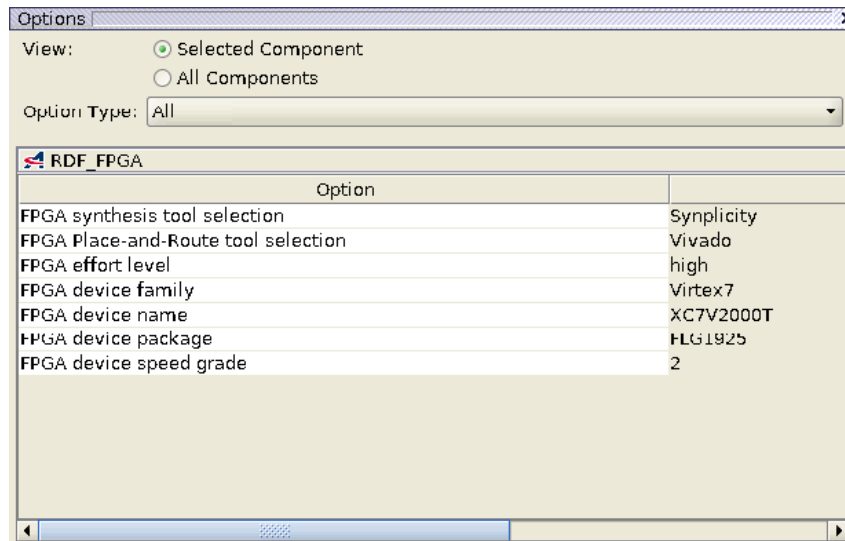 Options
View: Selected Component
All Components
Option Type: All
RDF_FPGA
Option
FPGA synthesis tool selection Synplicity
FPGA Place-and-Route tool selection Vivado
FPGA effort level high
FPGA device family Virtex7
FPGA device name XC7V2000T
FPGA device package FLG1925
FPGA device speed grade 2